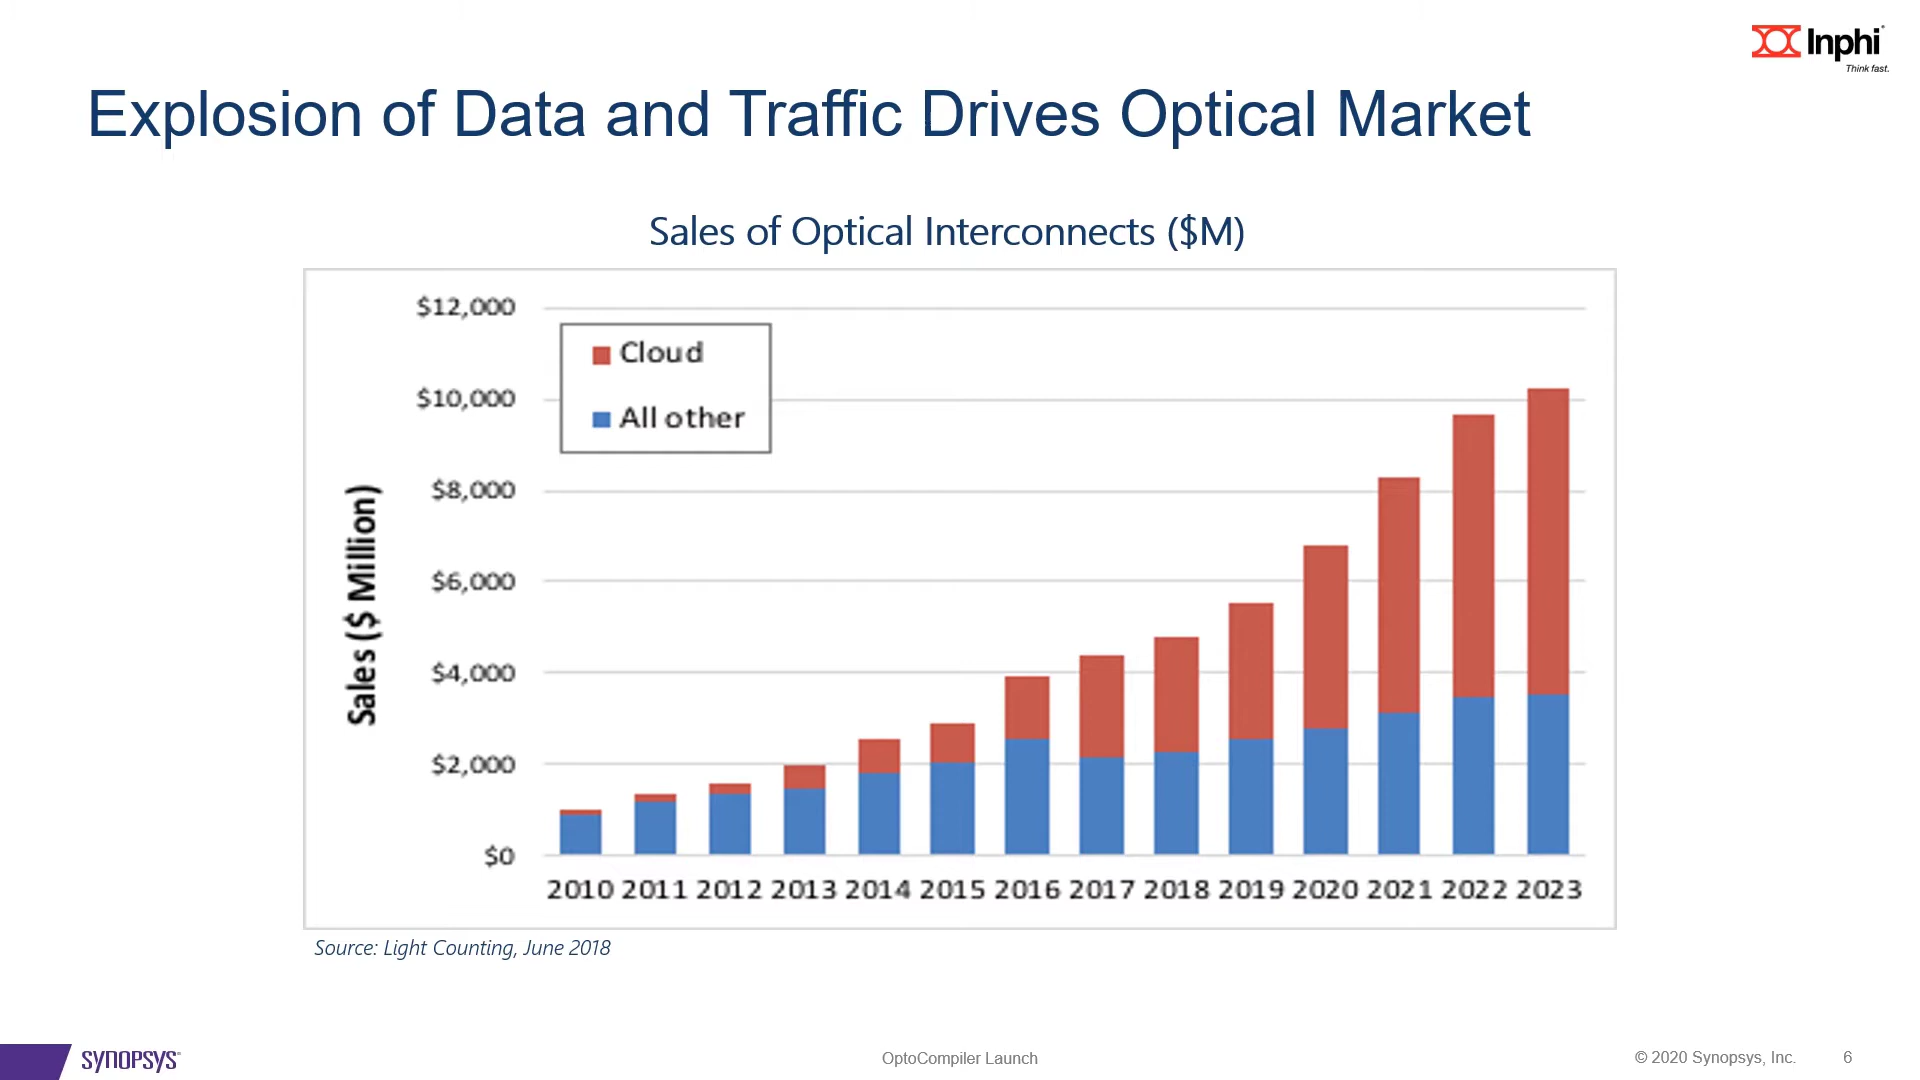 Inphi
Think fast.
Explosion of Data and Traffic Drives Optical Market
Sales of Optical Interconnects ($M)
$12,000
$10,000
$8,000
$6,000
$4,000
$2,000
$0
Sales ($ Million)
Cloud
All other
2010 2011 2012 2013 2014 2015 2016 2017 2018 2019 2020 2021 2022 2023
Source: Light Counting, June 2018
SYNOPSYS
OptoCompiler Launch
© 2020 Synopsys, Inc.
6